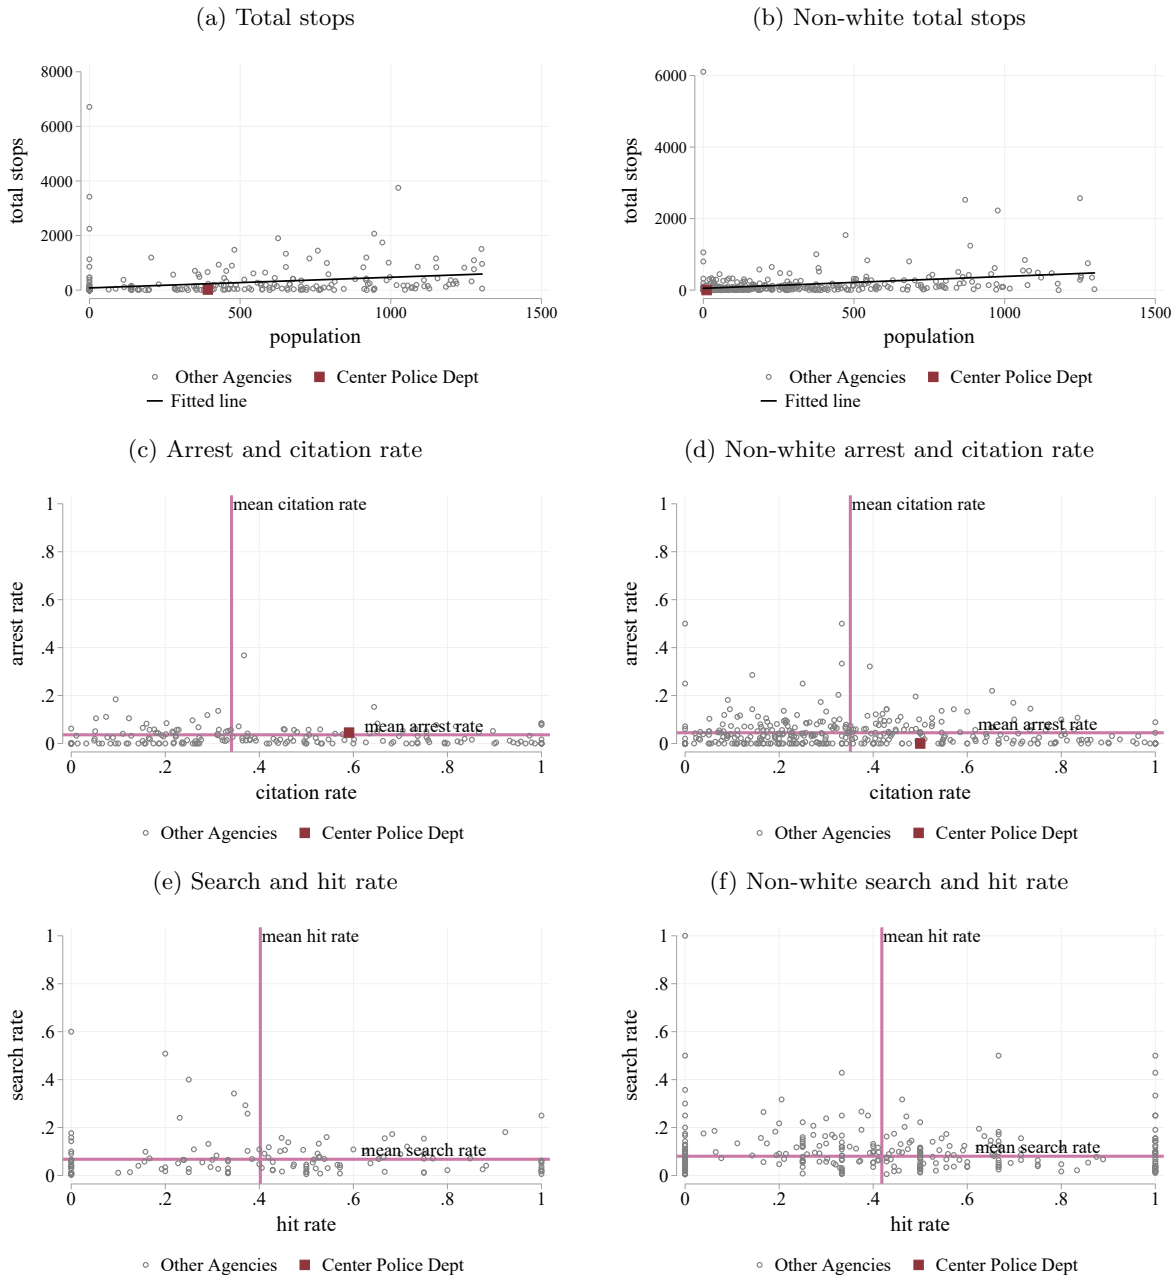 (a) Total stops
(b) Non-white total stops
8000
6000
4000
2000
0
total stops
0 500 1000 1500
population
Other Agencies Center Police Dept
Fitted line
6000
4000
2000
0
total stops
0 500 1000 1500
population
Other Agencies Center Police Dept
Fitted line
(c) Arrest and citation rate
(d) Non-white arrest and citation rate
1
.8
.6
.4
.2
0
arrest rate
mean citation rate
mean arrest rate
0 .2 .4 .6 .8 1
citation rate
Other Agencies Center Police Dept
1
.8
.6
.4
.2
0
arrest rate
mean citation rate
mean arrest rate
0 .2 .4 .6 .8 1
citation rate
Other Agencies Center Police Dept
(e) Search and hit rate
(f) Non-white search and hit rate
1
.8
.6
.4
.2
0
search rate
mean hit rate
mean search rate
0 .2 .4 .6 .8 1
hit rate
Other Agencies Center Police Dept
1
.8
.6
.4
.2
0
search rate
mean hit rate
mean search rate
0 .2 .4 .6 .8 1
hit rate
Other Agencies Center Police Dept